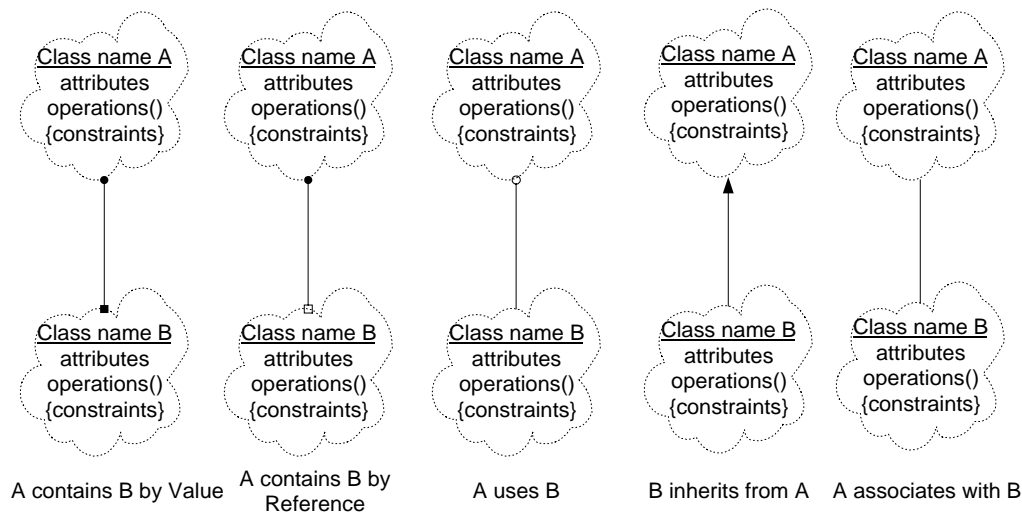 Class name A
attributes
operations()
{constraints}
Class name A
attributes
operations()
{constraints}
Class name A
attributes
operations()
{constraints}
Class name A
attributes
operations()
{constraints}
Class name A
attributes
operations()
{constraints}
Class name B
attributes
operations()
{constraints}
Class name B
attributes
operations()
{constraints}
Class name B
attributes
operations()
{constraints}
Class name B
attributes
operations()
{constraints}
Class name B
attributes
operations()
{constraints}
A contains B by Value
A contains B by
Reference
A uses B
B inherits from A
A associates with B